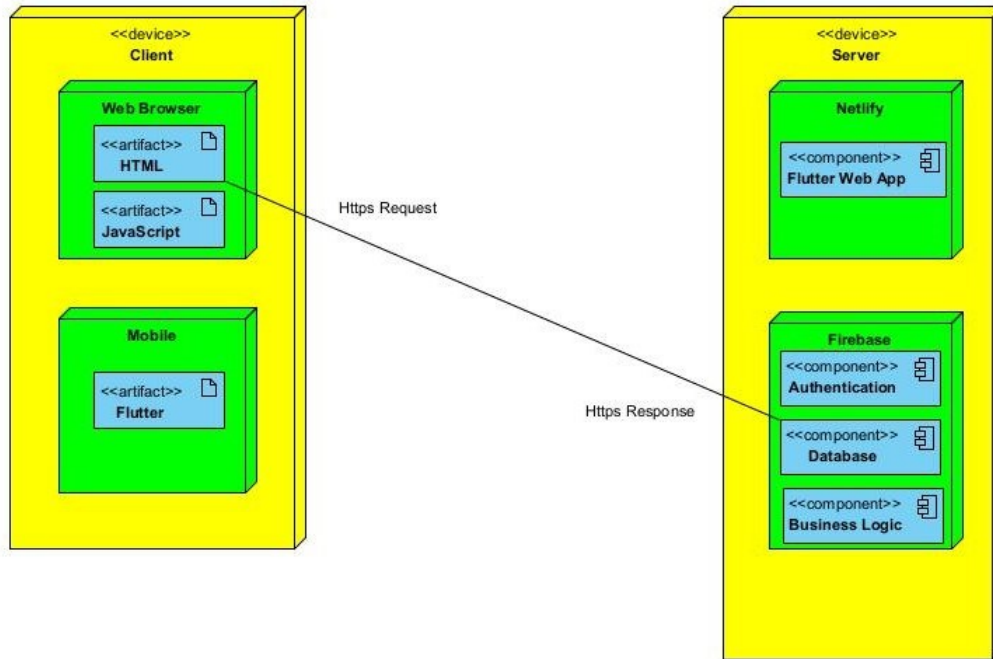 <<device>>
Client
Web Browser
<<artifact>>
HTML
<<artifact>>
JavaScript
Mobile
<<artifact>>
Flutter
Https Request
Https Response
<<device>>
Server
Netlify
<<component>>
Flutter Web App
Firebase
<<component>>
Authentication
<<component>>
Database
<<component>>
Business Logic